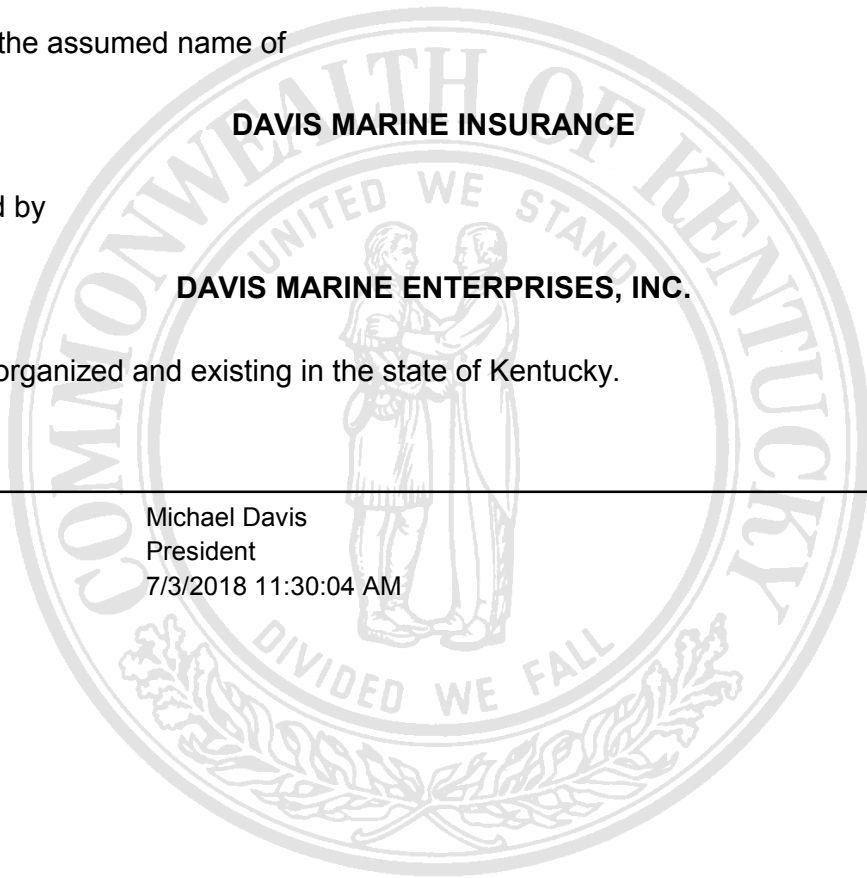 the assumed name of
DAVIS MARINE INSURANCE
d by
DAVIS MARINE ENTERPRISES, INC.
organized and existing in the state of Kentucky.
Michael Davis
President
7/3/2018 11:30:04 AM
COMMONWEALTH OF KENTUCKY
UNITED WE STAND
DIVIDED WE FALL